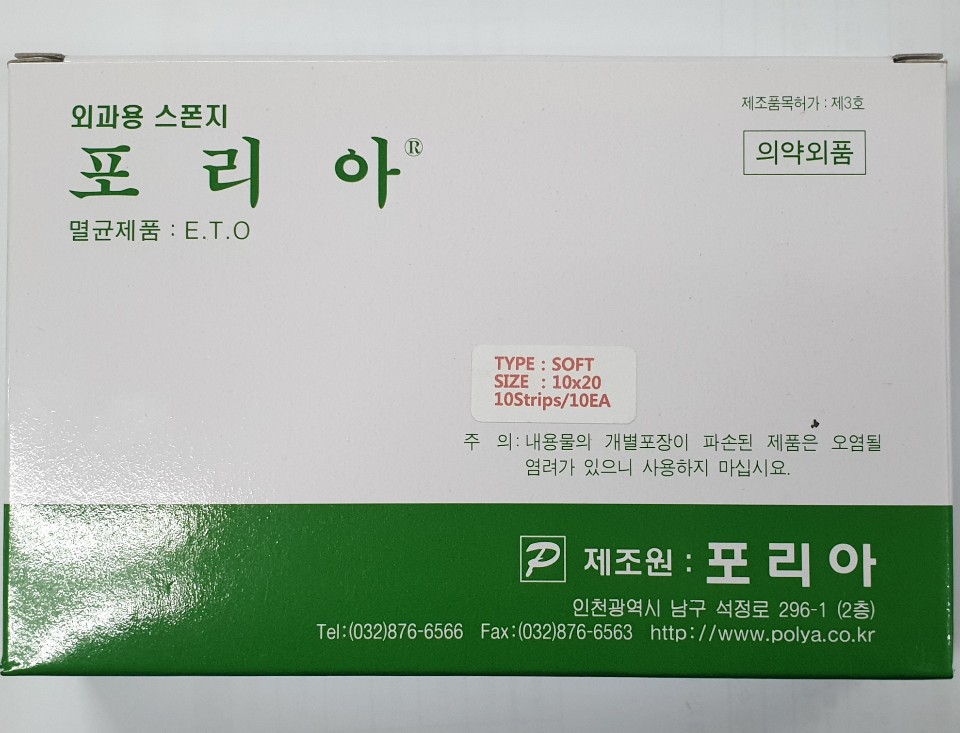 외과용 스폰지
포리아®
멸균제품 : E.T.O
제조품목허가 : 제3호
의약외품
TYPE : SOFT
SIZE : 10x20
10Strips/10EA
주 의 : 내용물의 개별포장이 파손된 제품은 오염될
염려가 있으니 사용하지 마십시요.
P 제조원 : 포리아
인천광역시 남구 석정로 296-1 (2층)
Tel:(032)876-6566 Fax:(032)876-6563 http://www.polya.co.kr